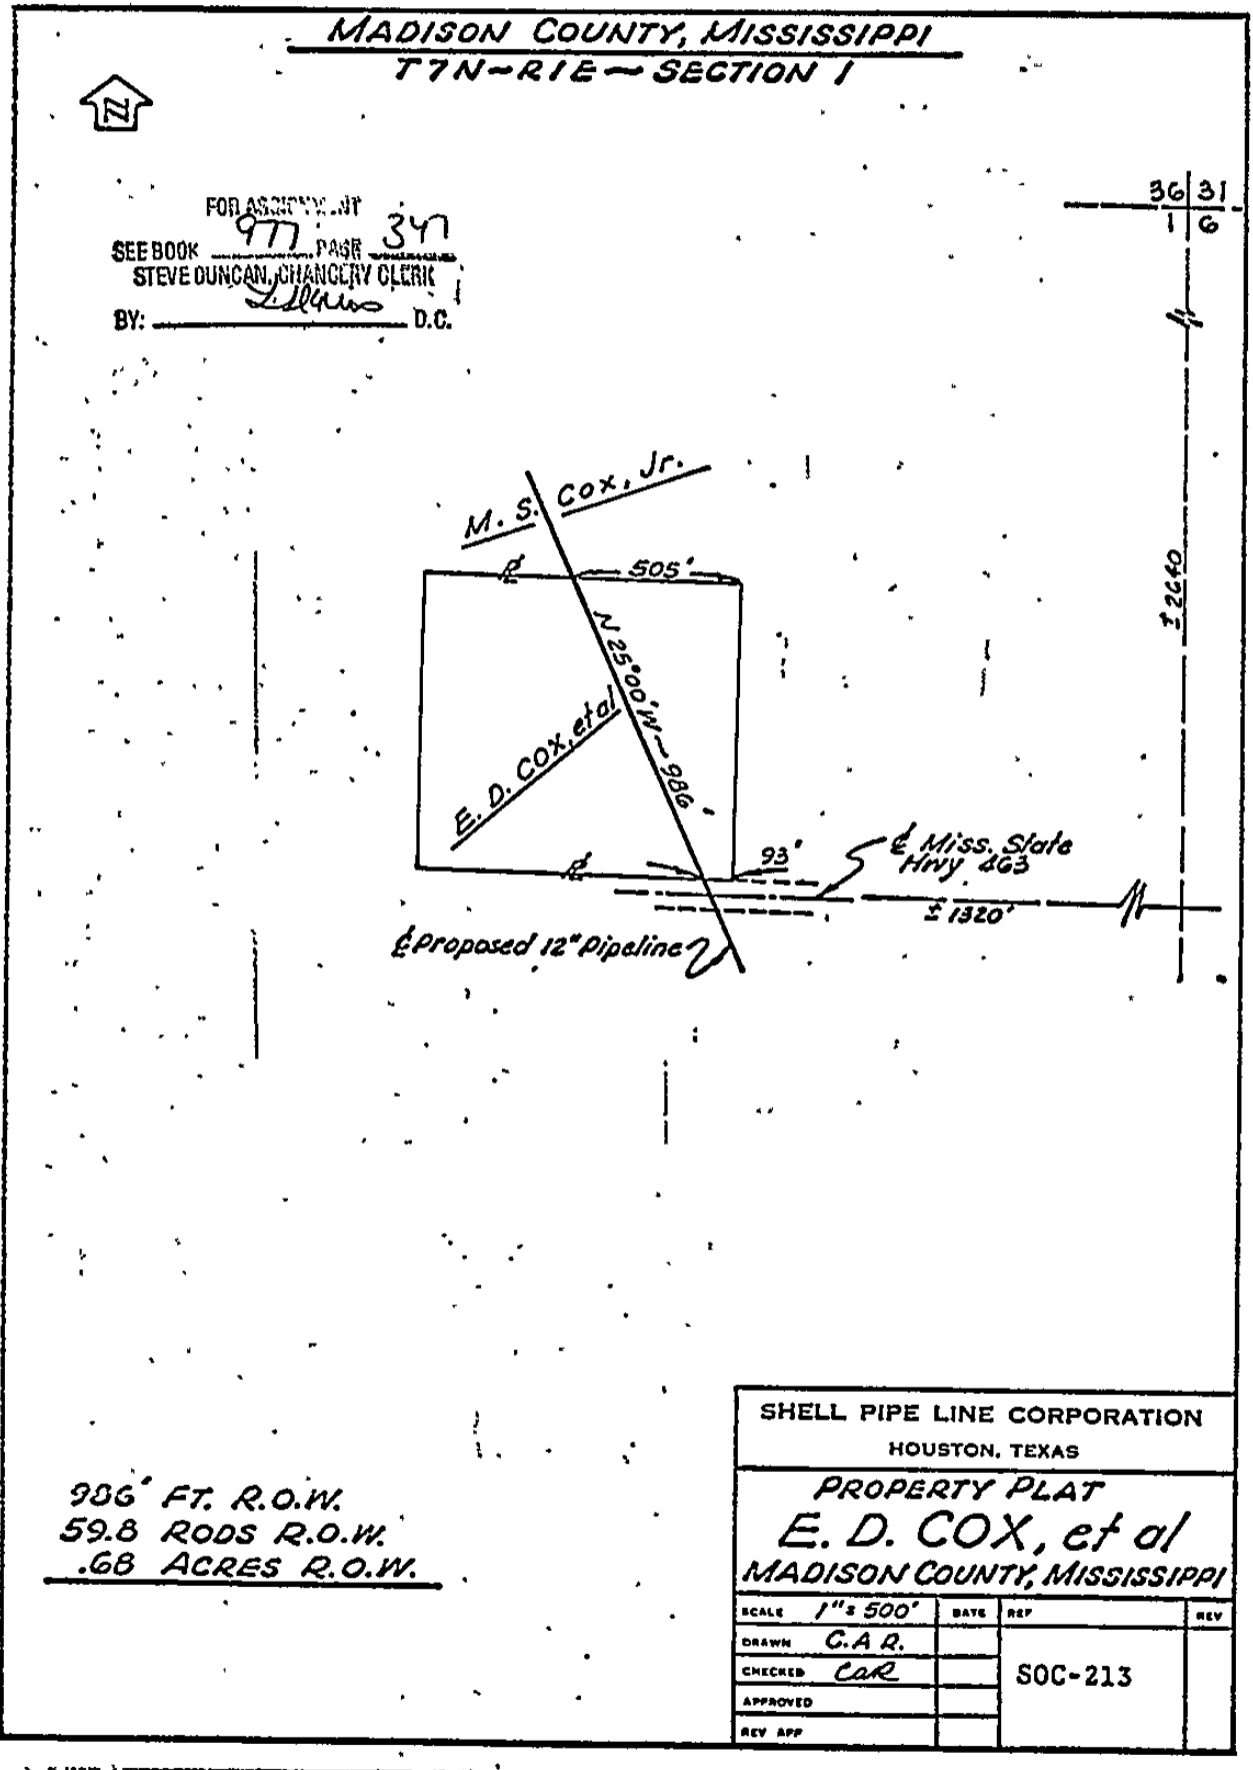 MADISON COUNTY, MISSISSIPPI
T7N-R1E~SECTION 1
N
36 31
1 6
FOR ASSIGNMENT
SEE BOOK 977 PAGE 347
STEVE DUNCAN, CHANCERY CLERK
BY: D.C.
M. S. Cox, Jr.
℄
505'
±2640
N 25°00'W ~ 986'
E. D. COX, et al
℄
93'
℄ Miss. State
Hwy 463
±1320'
℄ Proposed 12" Pipeline
SHELL PIPE LINE CORPORATION
HOUSTON, TEXAS
986' FT. R.O.W.
59.8 RODS R.O.W.
.68 ACRES R.O.W.
PROPERTY PLAT
E. D. COX, et al
MADISON COUNTY, MISSISSIPPI
SCALE 1"=500' DATE REF REV
DRAWN C.A.R.
CHECKED CAR SOC-213
APPROVED
REV APP